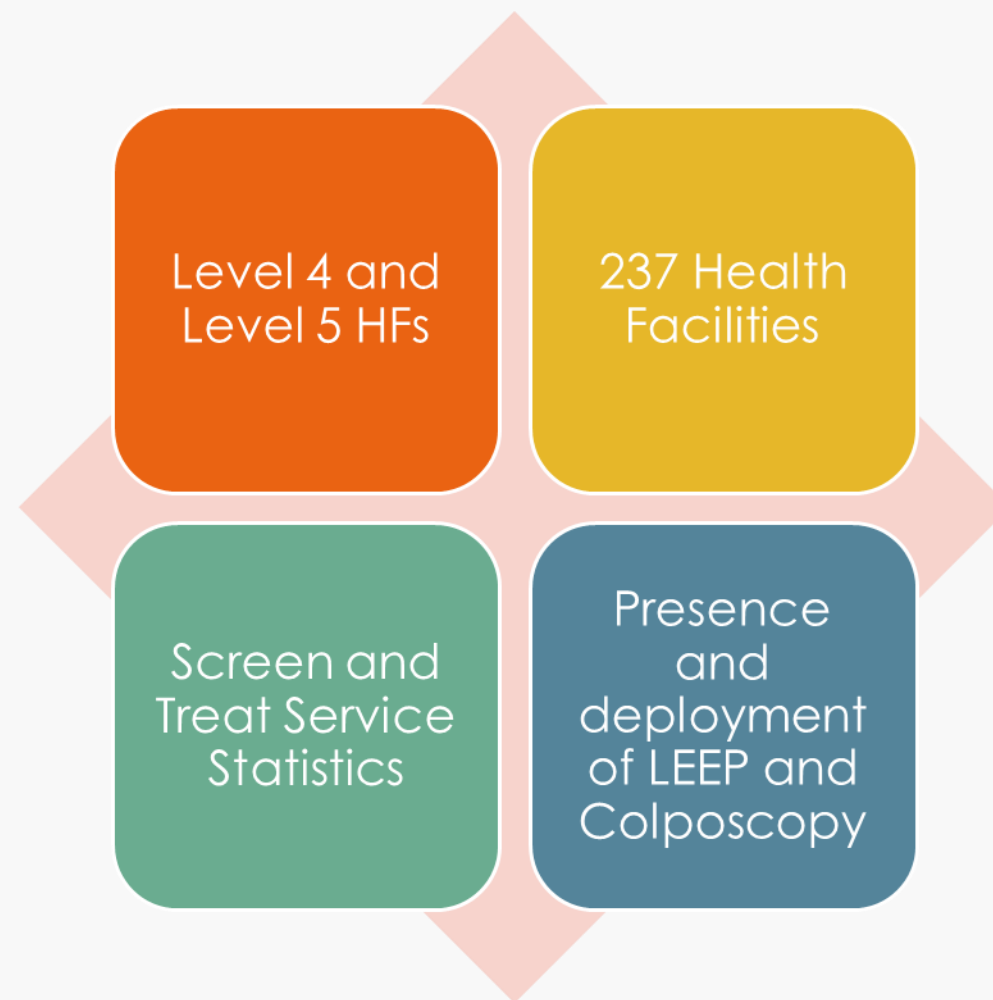 Level 4 and
Level 5 HFs
237 Health
Facilities
Screen and
Treat Service
Statistics
Presence
and
deployment
of LEEP and
Colposcopy